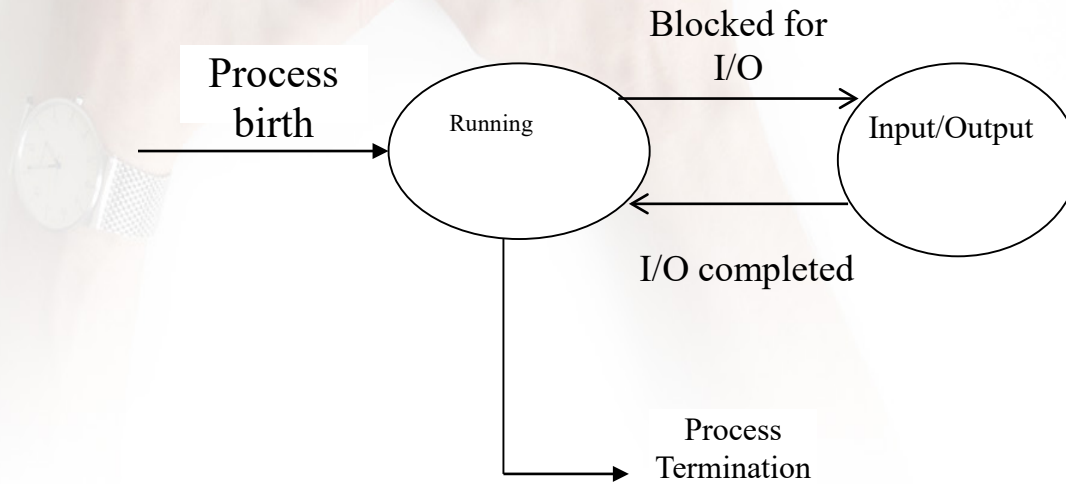 Blocked for
I/O
Process
birth
Running
Input/Output
I/O completed
Process
Termination